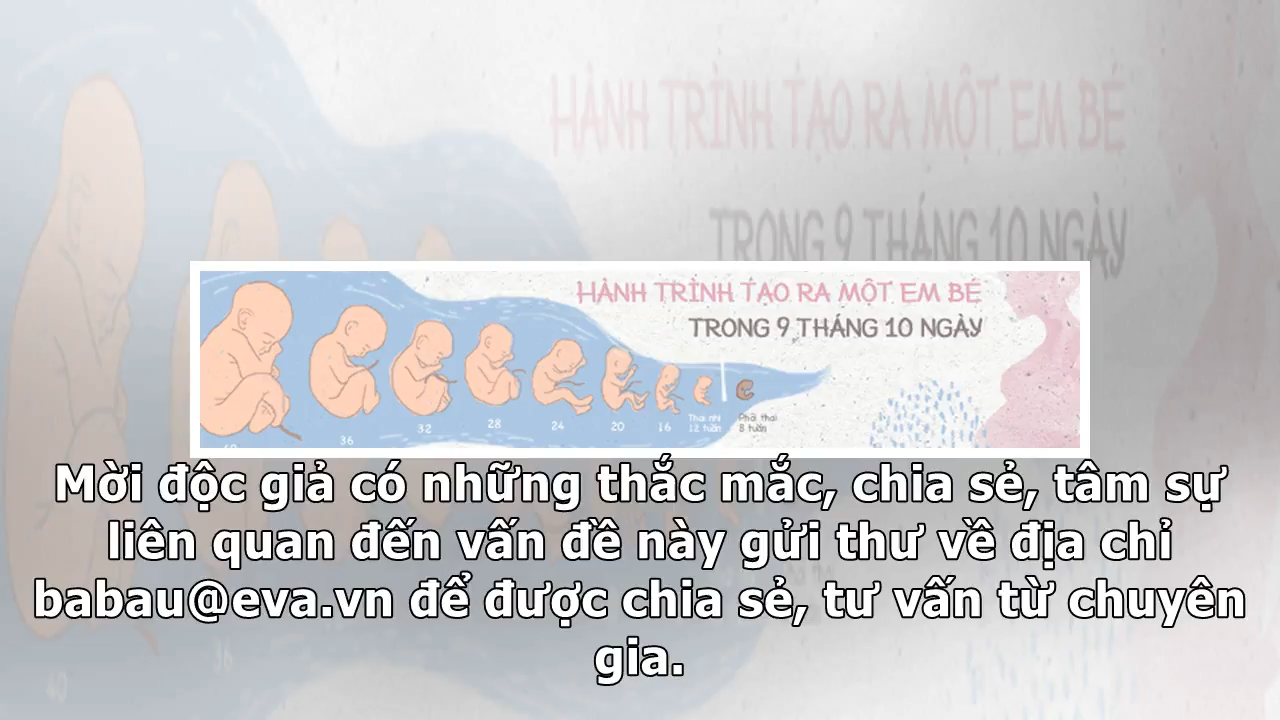 HÀNH TRÌNH TẠO RA MỘT EM BÉ
TRONG 9 THÁNG 10 NGÀY
HÀNH TRÌNH TẠO RA MỘT EM BÉ
TRONG 9 THÁNG 10 NGÀY
40 36 32 28 24 20 16 Thai nhi 12 tuần Phôi thai 8 tuần
Mời độc giả có những thắc mắc, chia sẻ, tâm sự
liên quan đến vấn đề này gửi thư về địa chỉ
babau@eva.vn để được chia sẻ, tư vấn từ chuyên
gia.
40